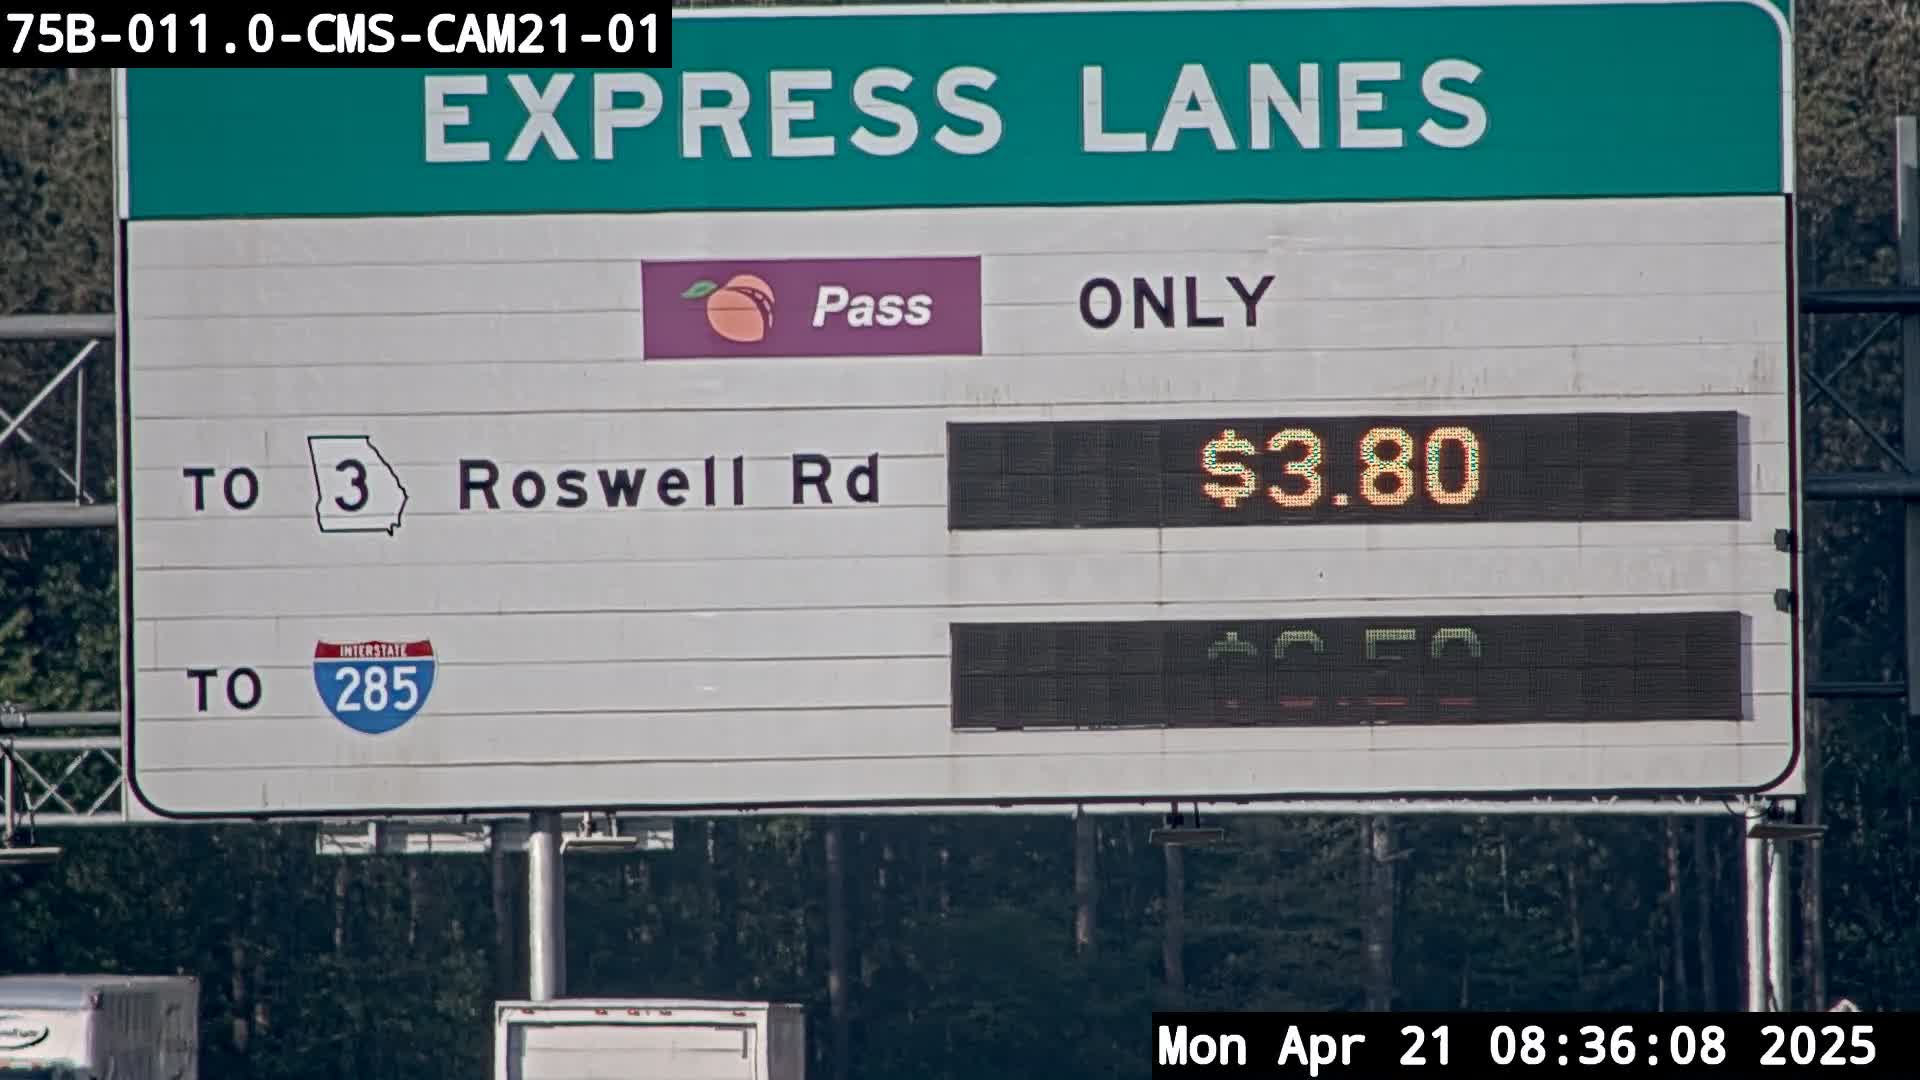 75B-011.0-CMS-CAM21-01
EXPRESS LANES
Pass ONLY
TO 3 Roswell Rd $3.80
TO INTERSTATE 285
Mon Apr 21 08:36:08 2025